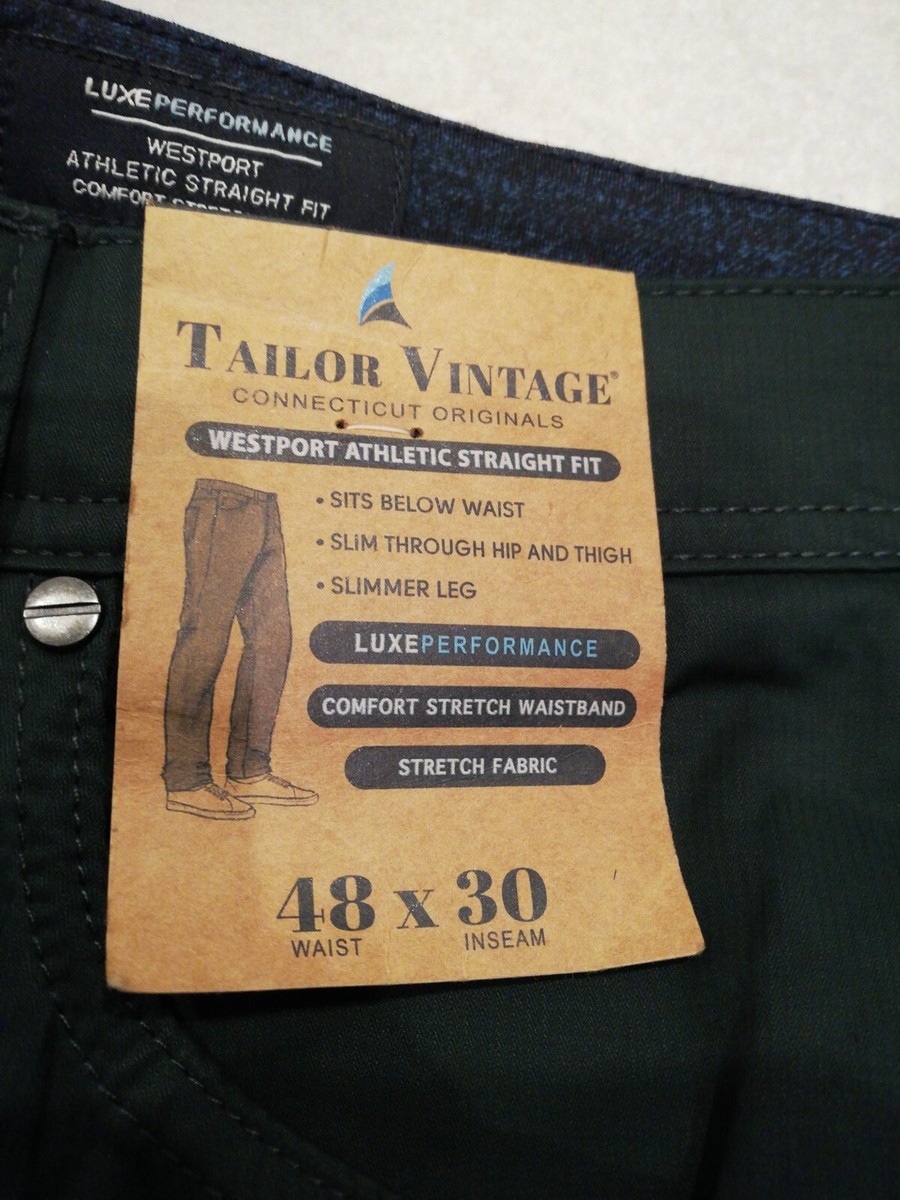 LUXEPERFORMANCE
WESTPORT
ATHLETIC STRAIGHT FIT
COMFORT
TAILOR VINTAGE®
CONNECTICUT ORIGINALS
WESTPORT ATHLETIC STRAIGHT FIT
• SITS BELOW WAIST
• SLIM THROUGH HIP AND THIGH
• SLIMMER LEG
LUXEPERFORMANCE
COMFORT STRETCH WAISTBAND
STRETCH FABRIC
48 x 30
WAIST INSEAM